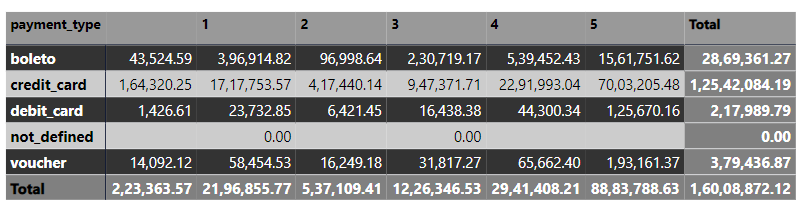 payment_type 1 2 3 4 5 Total
boleto 43,524.59 3,96,914.82 96,998.64 2,30,719.17 5,39,452.43 15,61,751.62 28,69,361.27
credit_card 1,64,320.25 17,17,753.57 4,17,440.14 9,47,371.71 22,91,993.04 70,03,205.48 1,25,42,084.19
debit_card 1,426.61 23,732.85 6,421.45 16,438.38 44,300.34 1,25,670.16 2,17,989.79
not_defined 0.00 0.00 0.00
voucher 14,092.12 58,454.53 16,249.18 31,817.27 65,662.40 1,93,161.37 3,79,436.87
Total 2,23,363.57 21,96,855.77 5,37,109.41 12,26,346.53 29,41,408.21 88,83,788.63 1,60,08,872.12